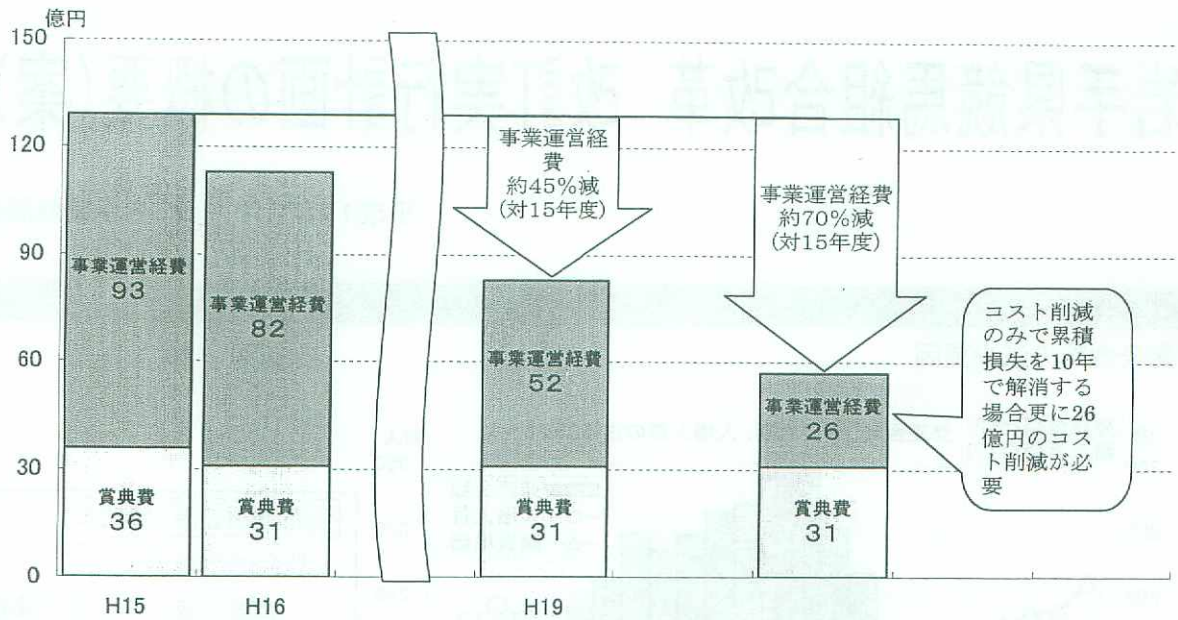 億円
150
120
90
60
30
0
事業運営経費
93
賞典費
36
H15
事業運営経費
82
賞典費
31
H16
事業運営経
費
約45%減
(対15年度)
事業運営経費
52
賞典費
31
H19
事業運営経費
約70%減
(対15年度)
事業運営経費
26
賞典費
31
コスト削減
のみで累積
損失を10年
で解消する
場合更に26
億円のコス
ト削減が必
要